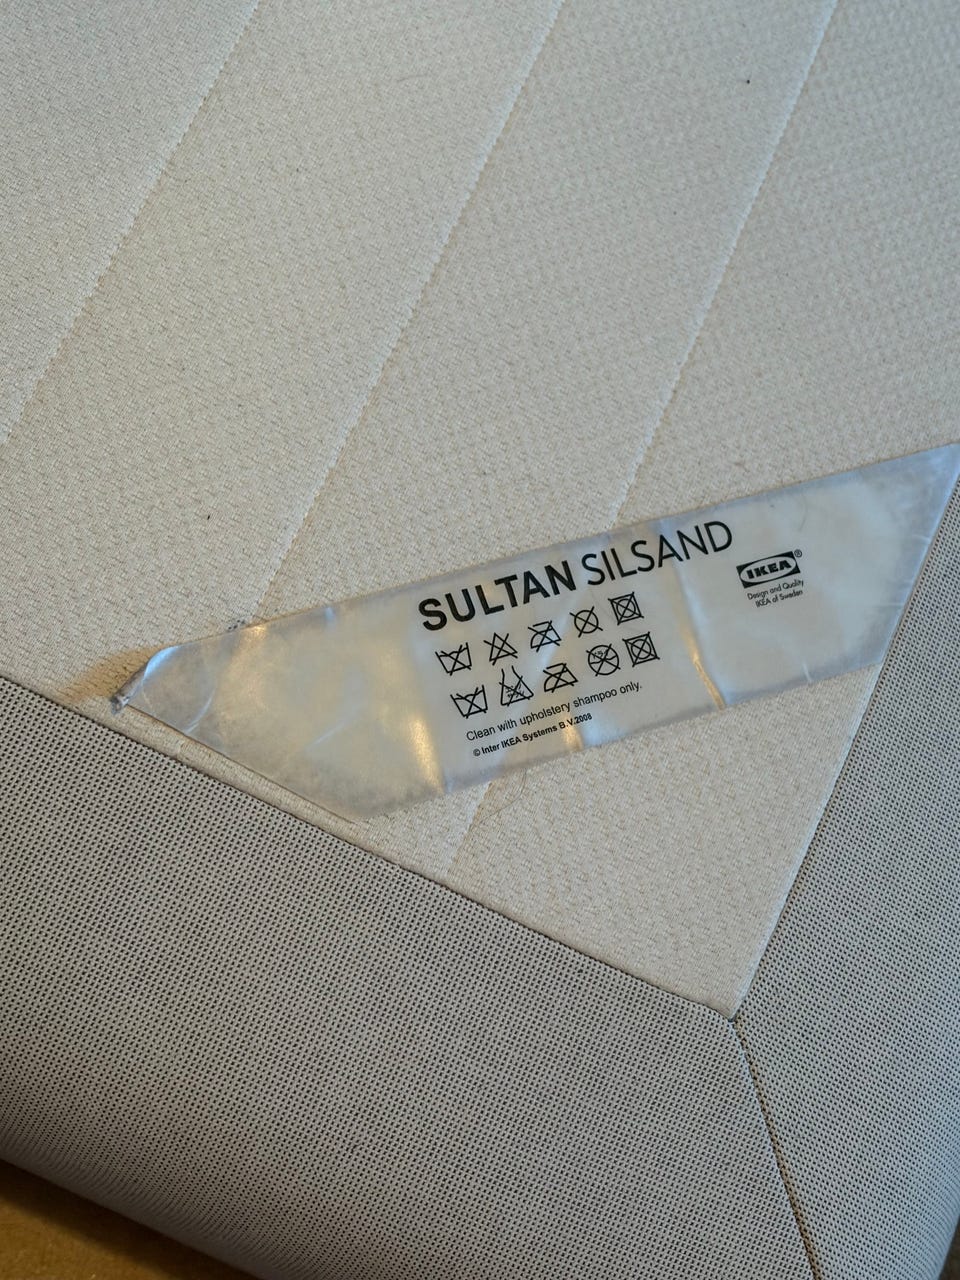 SULTAN SILSAND
IKEA®
Design and Quality
IKEA of Sweden
Clean with upholstery shampoo only.
© Inter IKEA Systems B.V.2008